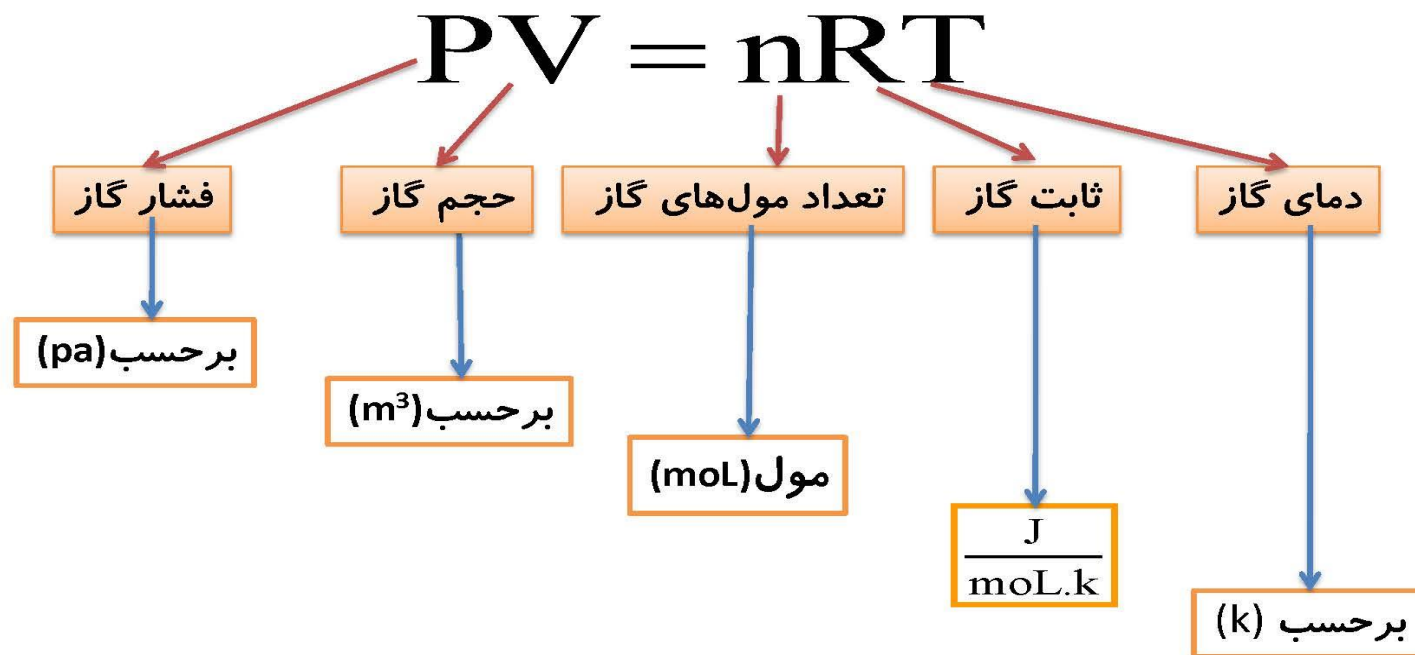 PV = nRT
فشار گاز
حجم گاز
تعداد مول‌های گاز
ثابت گاز
دمای گاز
برحسب(pa)
برحسب(m³)
مول(moL)
J
moL.k
برحسب (k)